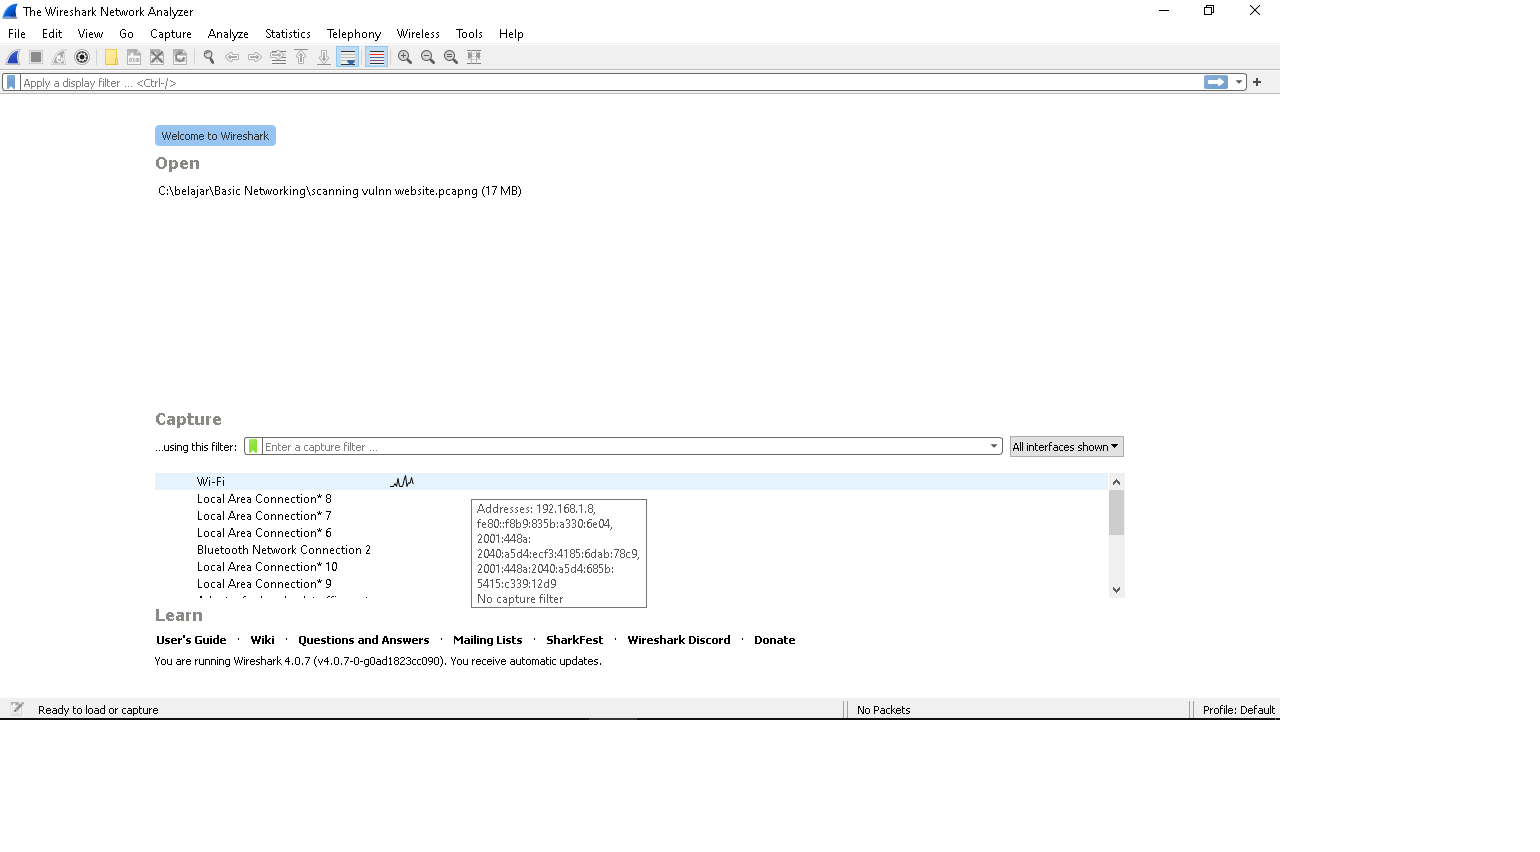 The Wireshark Network Analyzer
File Edit View Go Capture Analyze Statistics Telephony Wireless Tools Help
Apply a display filter ... <Ctrl-/>
Welcome to Wireshark
Open
C:\belajar\Basic Networking\scanning vulnn website.pcapng (17 MB)
Capture
...using this filter: Enter a capture filter ... All interfaces shown
Wi-Fi
Local Area Connection* 8
Local Area Connection* 7
Local Area Connection* 6
Bluetooth Network Connection 2
Local Area Connection* 10
Local Area Connection* 9
Addresses: 192.168.1.8,
fe80::f8b9:835b:a330:6e04,
2001:448a:
2040:a5d4:ecf3:4185:6dab:78c9,
2001:448a:2040:a5d4:685b:
5415:c339:12d9
No capture filter
Learn
User's Guide · Wiki · Questions and Answers · Mailing Lists · SharkFest · Wireshark Discord · Donate
You are running Wireshark 4.0.7 (v4.0.7-0-g0ad1823cc090). You receive automatic updates.
Ready to load or capture No Packets Profile: Default